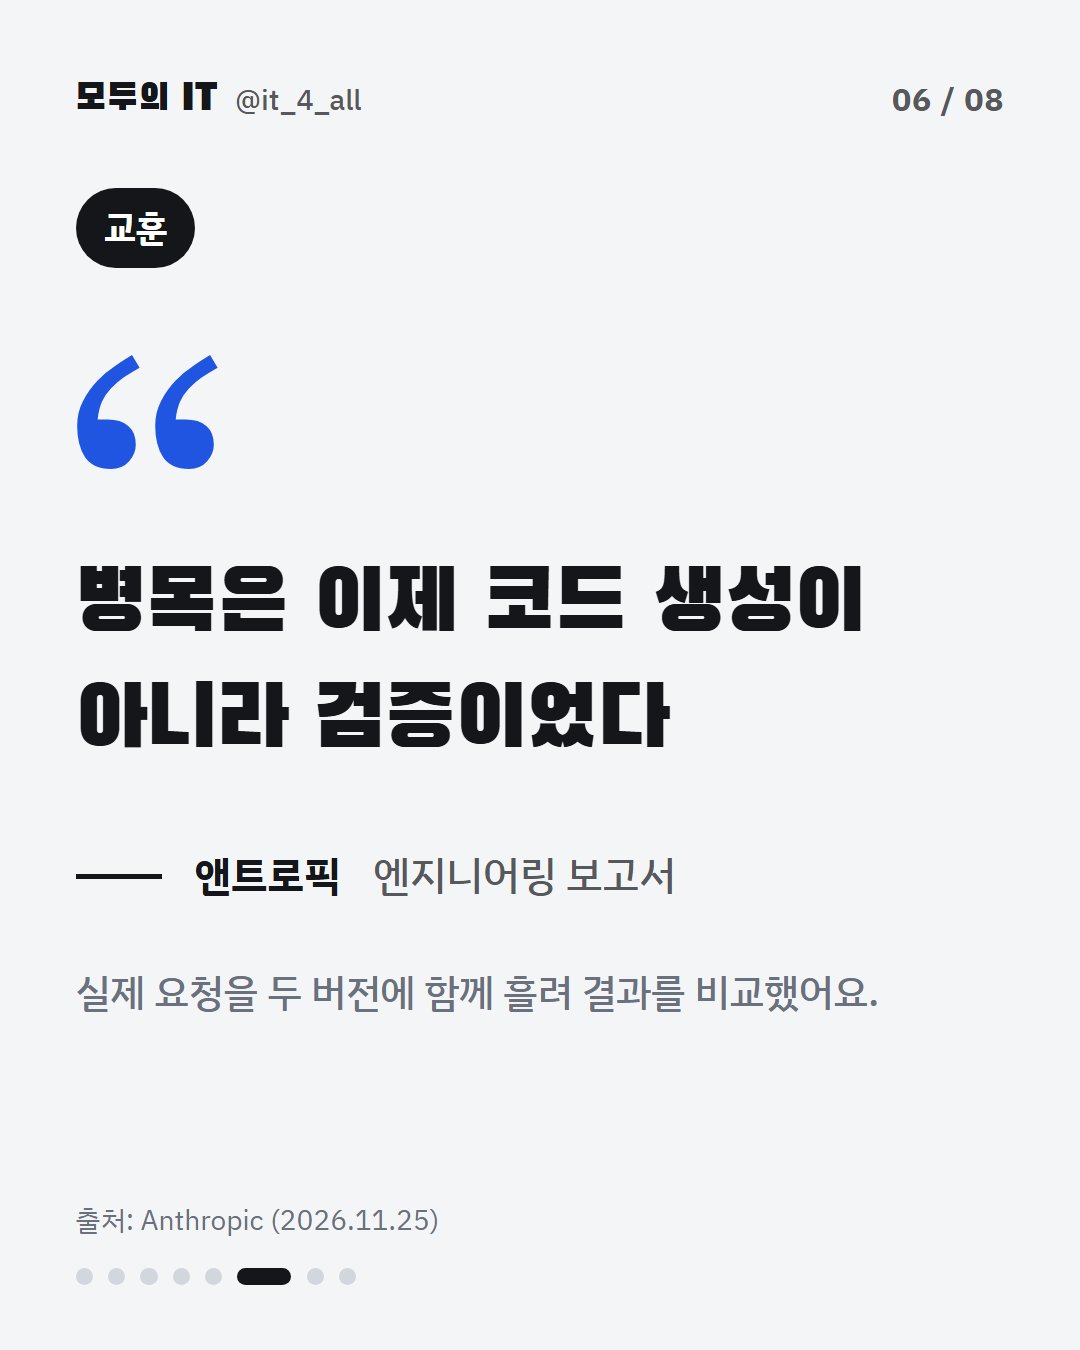 모두의 IT @it_4_all 06 / 08
교훈
“
병목은 이제 코드 생성이
아니라 검증이었다
앤트로픽 엔지니어링 보고서
실제 요청을 두 버전에 함께 흘려 결과를 비교했어요.
출처: Anthropic (2026.11.25)